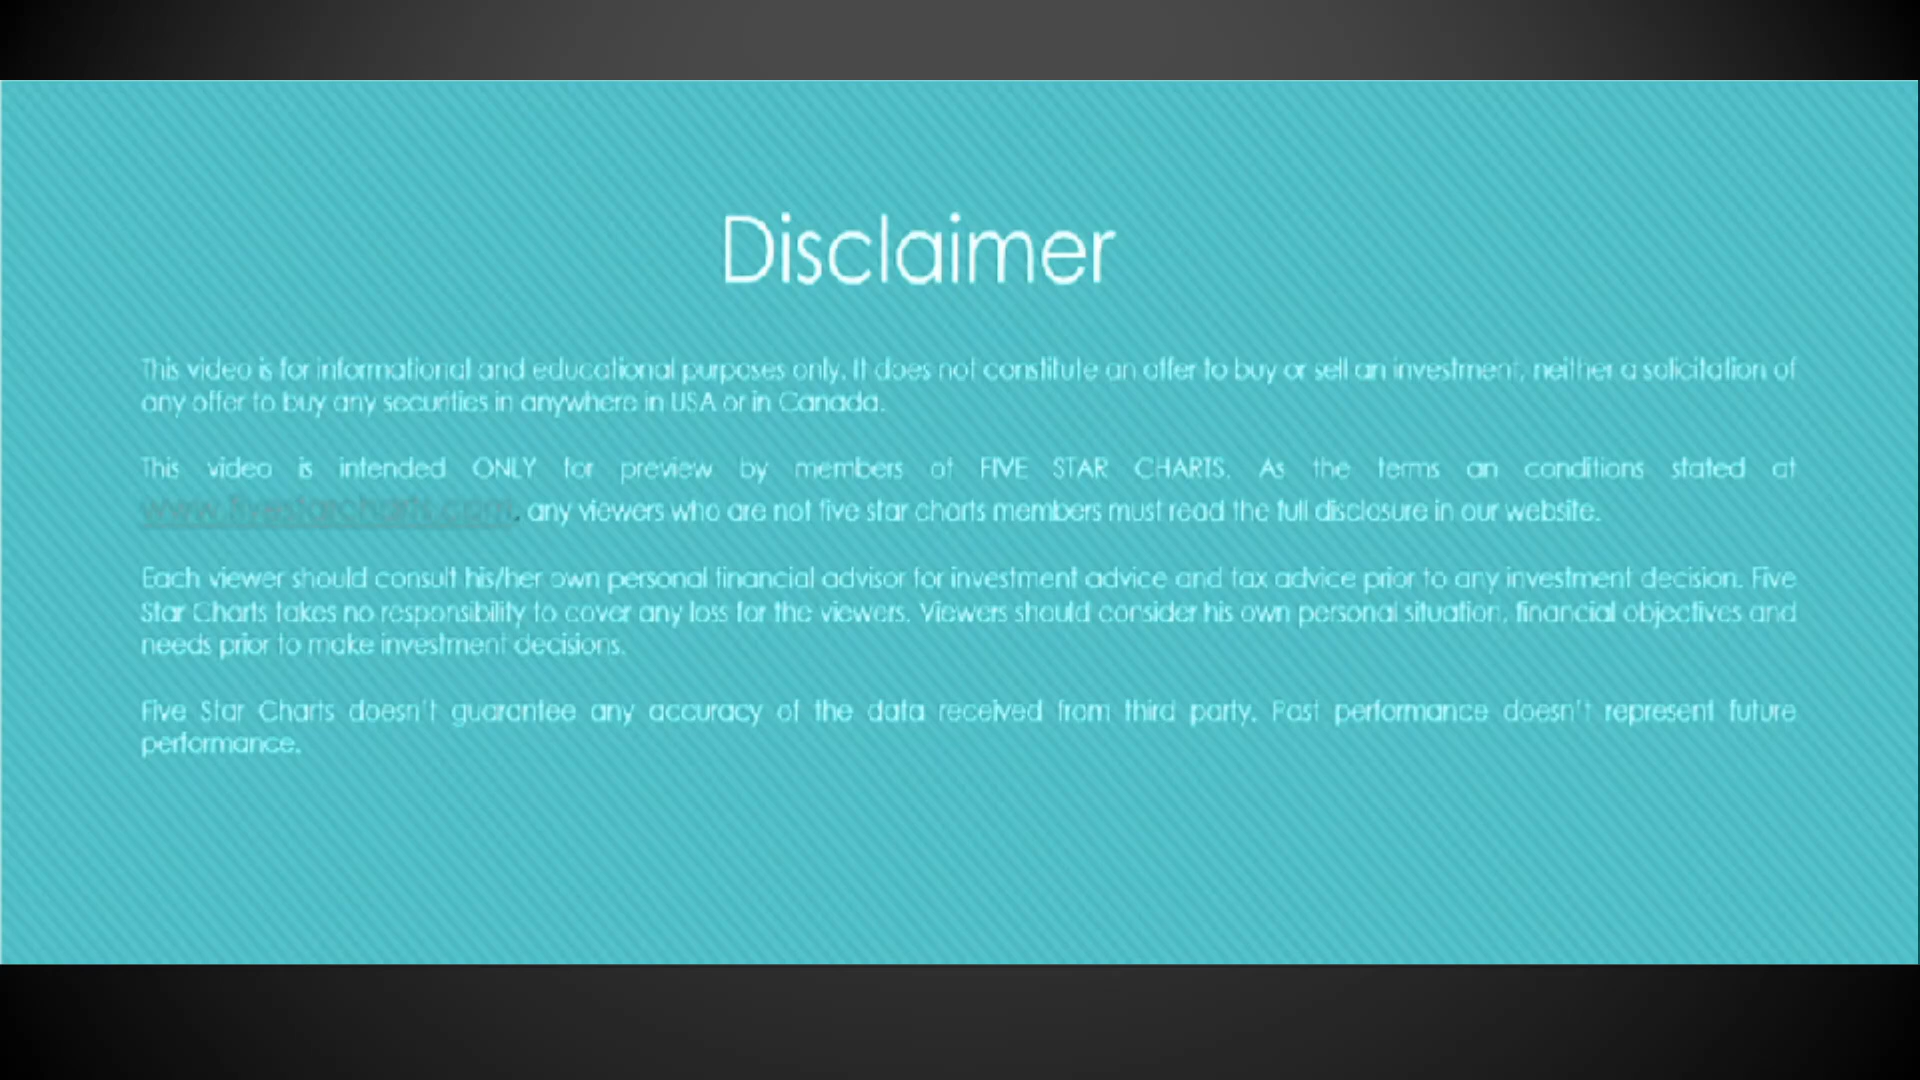 Disclaimer
This video is for informational and educational purposes only. It does not constitute an offer to buy or sell an investment, neither a solicitation of
any offer to buy any securities in anywhere in USA or in Canada.
This video is intended ONLY for preview by members of FIVE STAR CHARTS. As the terms an conditions stated at
www.fivestarcharts.com, any viewers who are not five star charts members must read the full disclosure in our website.
Each viewer should consult his/her own personal financial advisor for investment advice and tax advice prior to any investment decision. Five
Star Charts takes no responsibility to cover any loss for the viewers. Viewers should consider his own personal situation, financial objectives and
needs prior to make investment decisions.
Five Star Charts doesn't guarantee any accuracy of the data received from third party. Past performance doesn't represent future
performance.